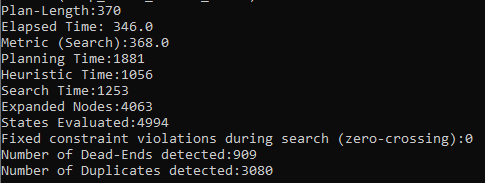 Plan-Length:370
Elapsed Time: 346.0
Metric (Search):368.0
Planning Time:1881
Heuristic Time:1056
Search Time:1253
Expanded Nodes:4063
States Evaluated:4994
Fixed constraint violations during search (zero-crossing):0
Number of Dead-Ends detected:909
Number of Duplicates detected:3080